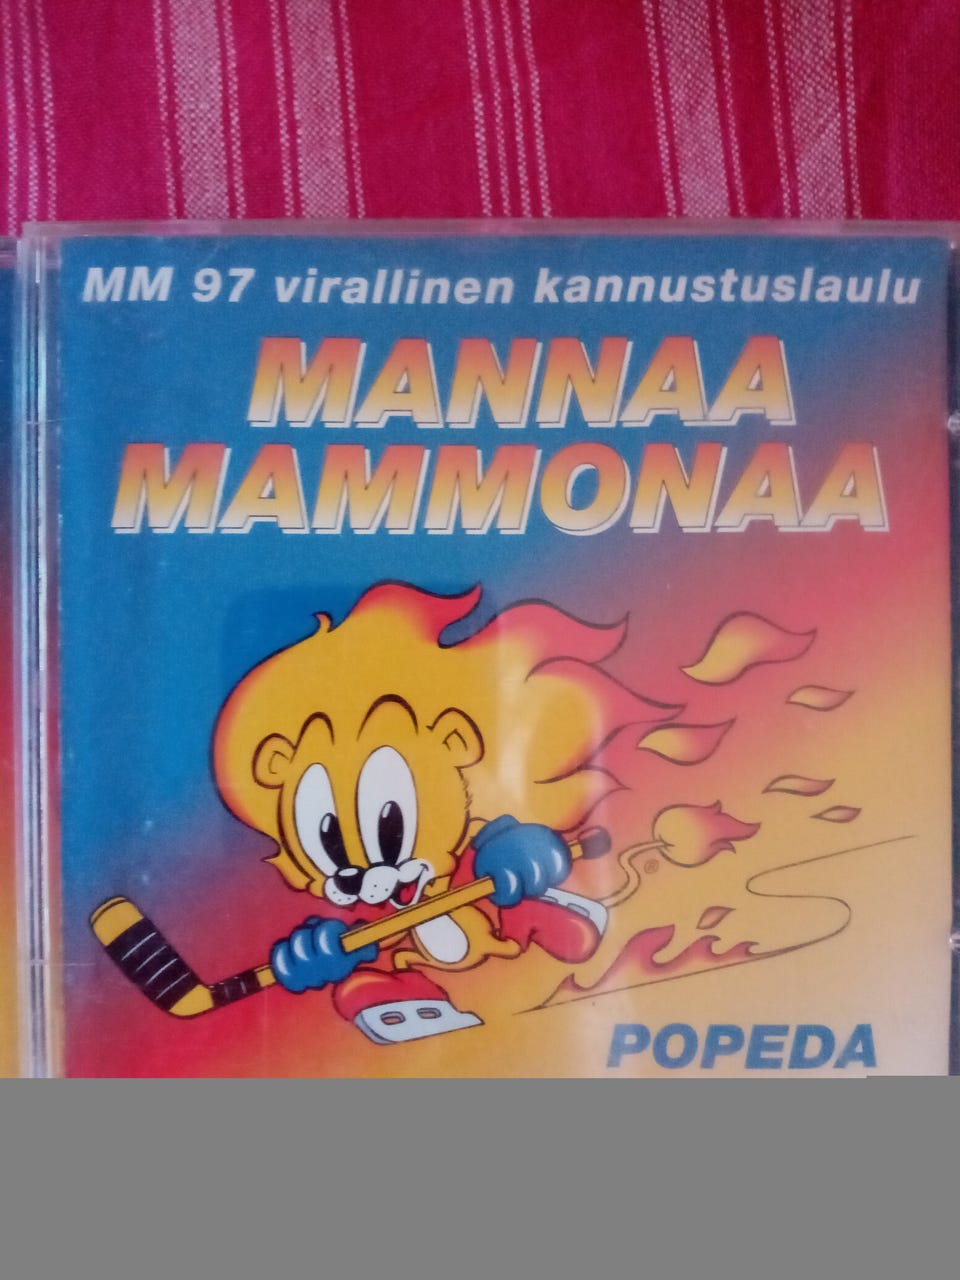 MM 97 virallinen kannustuslaulu
MANNAA
MAMMONAA
®
POPEDA